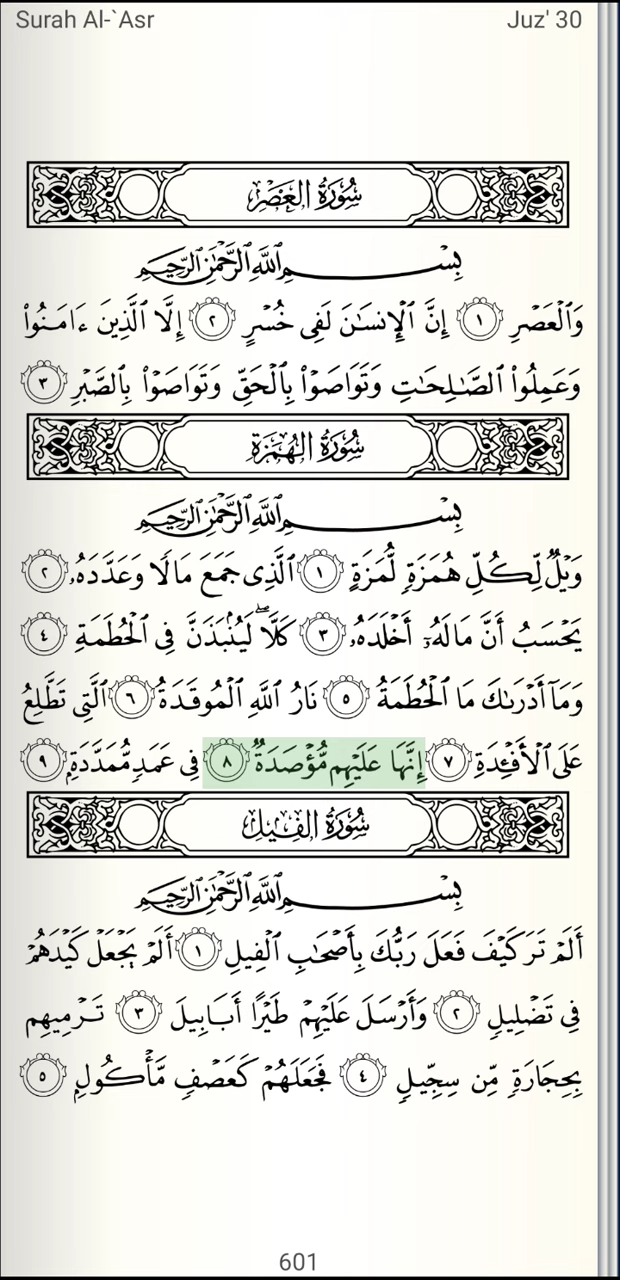 Surah Al-`Asr
Juz' 30
سُورَةُ العَصۡرِ
بِسۡمِ ٱللَّهِ ٱلرَّحۡمَٰنِ ٱلرَّحِيمِ
وَٱلۡعَصۡرِ ١ إِنَّ ٱلۡإِنسَٰنَ لَفِي خُسۡرٍ ٢ إِلَّا ٱلَّذِينَ ءَامَنُواْ
وَعَمِلُواْ ٱلصَّٰلِحَٰتِ وَتَوَاصَوۡاْ بِٱلۡحَقِّ وَتَوَاصَوۡاْ بِٱلصَّبۡرِ ٣
سُورَةُ الهُمَزَةِ
بِسۡمِ ٱللَّهِ ٱلرَّحۡمَٰنِ ٱلرَّحِيمِ
وَيۡلٞ لِّكُلِّ هُمَزَةٖ لُّمَزَةٍ ١ ٱلَّذِي جَمَعَ مَالٗا وَعَدَّدَهُۥ ٢
يَحۡسَبُ أَنَّ مَالَهُۥٓ أَخۡلَدَهُۥ ٣ كَلَّاۖ لَيُنۢبَذَنَّ فِي ٱلۡحُطَمَةِ ٤
وَمَآ أَدۡرَىٰكَ مَا ٱلۡحُطَمَةُ ٥ نَارُ ٱللَّهِ ٱلۡمُوقَدَةُ ٦ ٱلَّتِي تَطَّلِعُ
عَلَى ٱلۡأَفۡـِٔدَةِ ٧ إِنَّهَا عَلَيۡهِم مُّؤۡصَدَةٞ ٨ فِي عَمَدٖ مُّمَدَّدَةِۭ ٩
سُورَةُ الفِيلِ
بِسۡمِ ٱللَّهِ ٱلرَّحۡمَٰنِ ٱلرَّحِيمِ
أَلَمۡ تَرَ كَيۡفَ فَعَلَ رَبُّكَ بِأَصۡحَٰبِ ٱلۡفِيلِ ١ أَلَمۡ يَجۡعَلۡ كَيۡدَهُمۡ
فِي تَضۡلِيلٖ ٢ وَأَرۡسَلَ عَلَيۡهِمۡ طَيۡرًا أَبَابِيلَ ٣ تَرۡمِيهِم
بِحِجَارَةٖ مِّن سِجِّيلٖ ٤ فَجَعَلَهُمۡ كَعَصۡفٖ مَّأۡكُولِۭ ٥
601